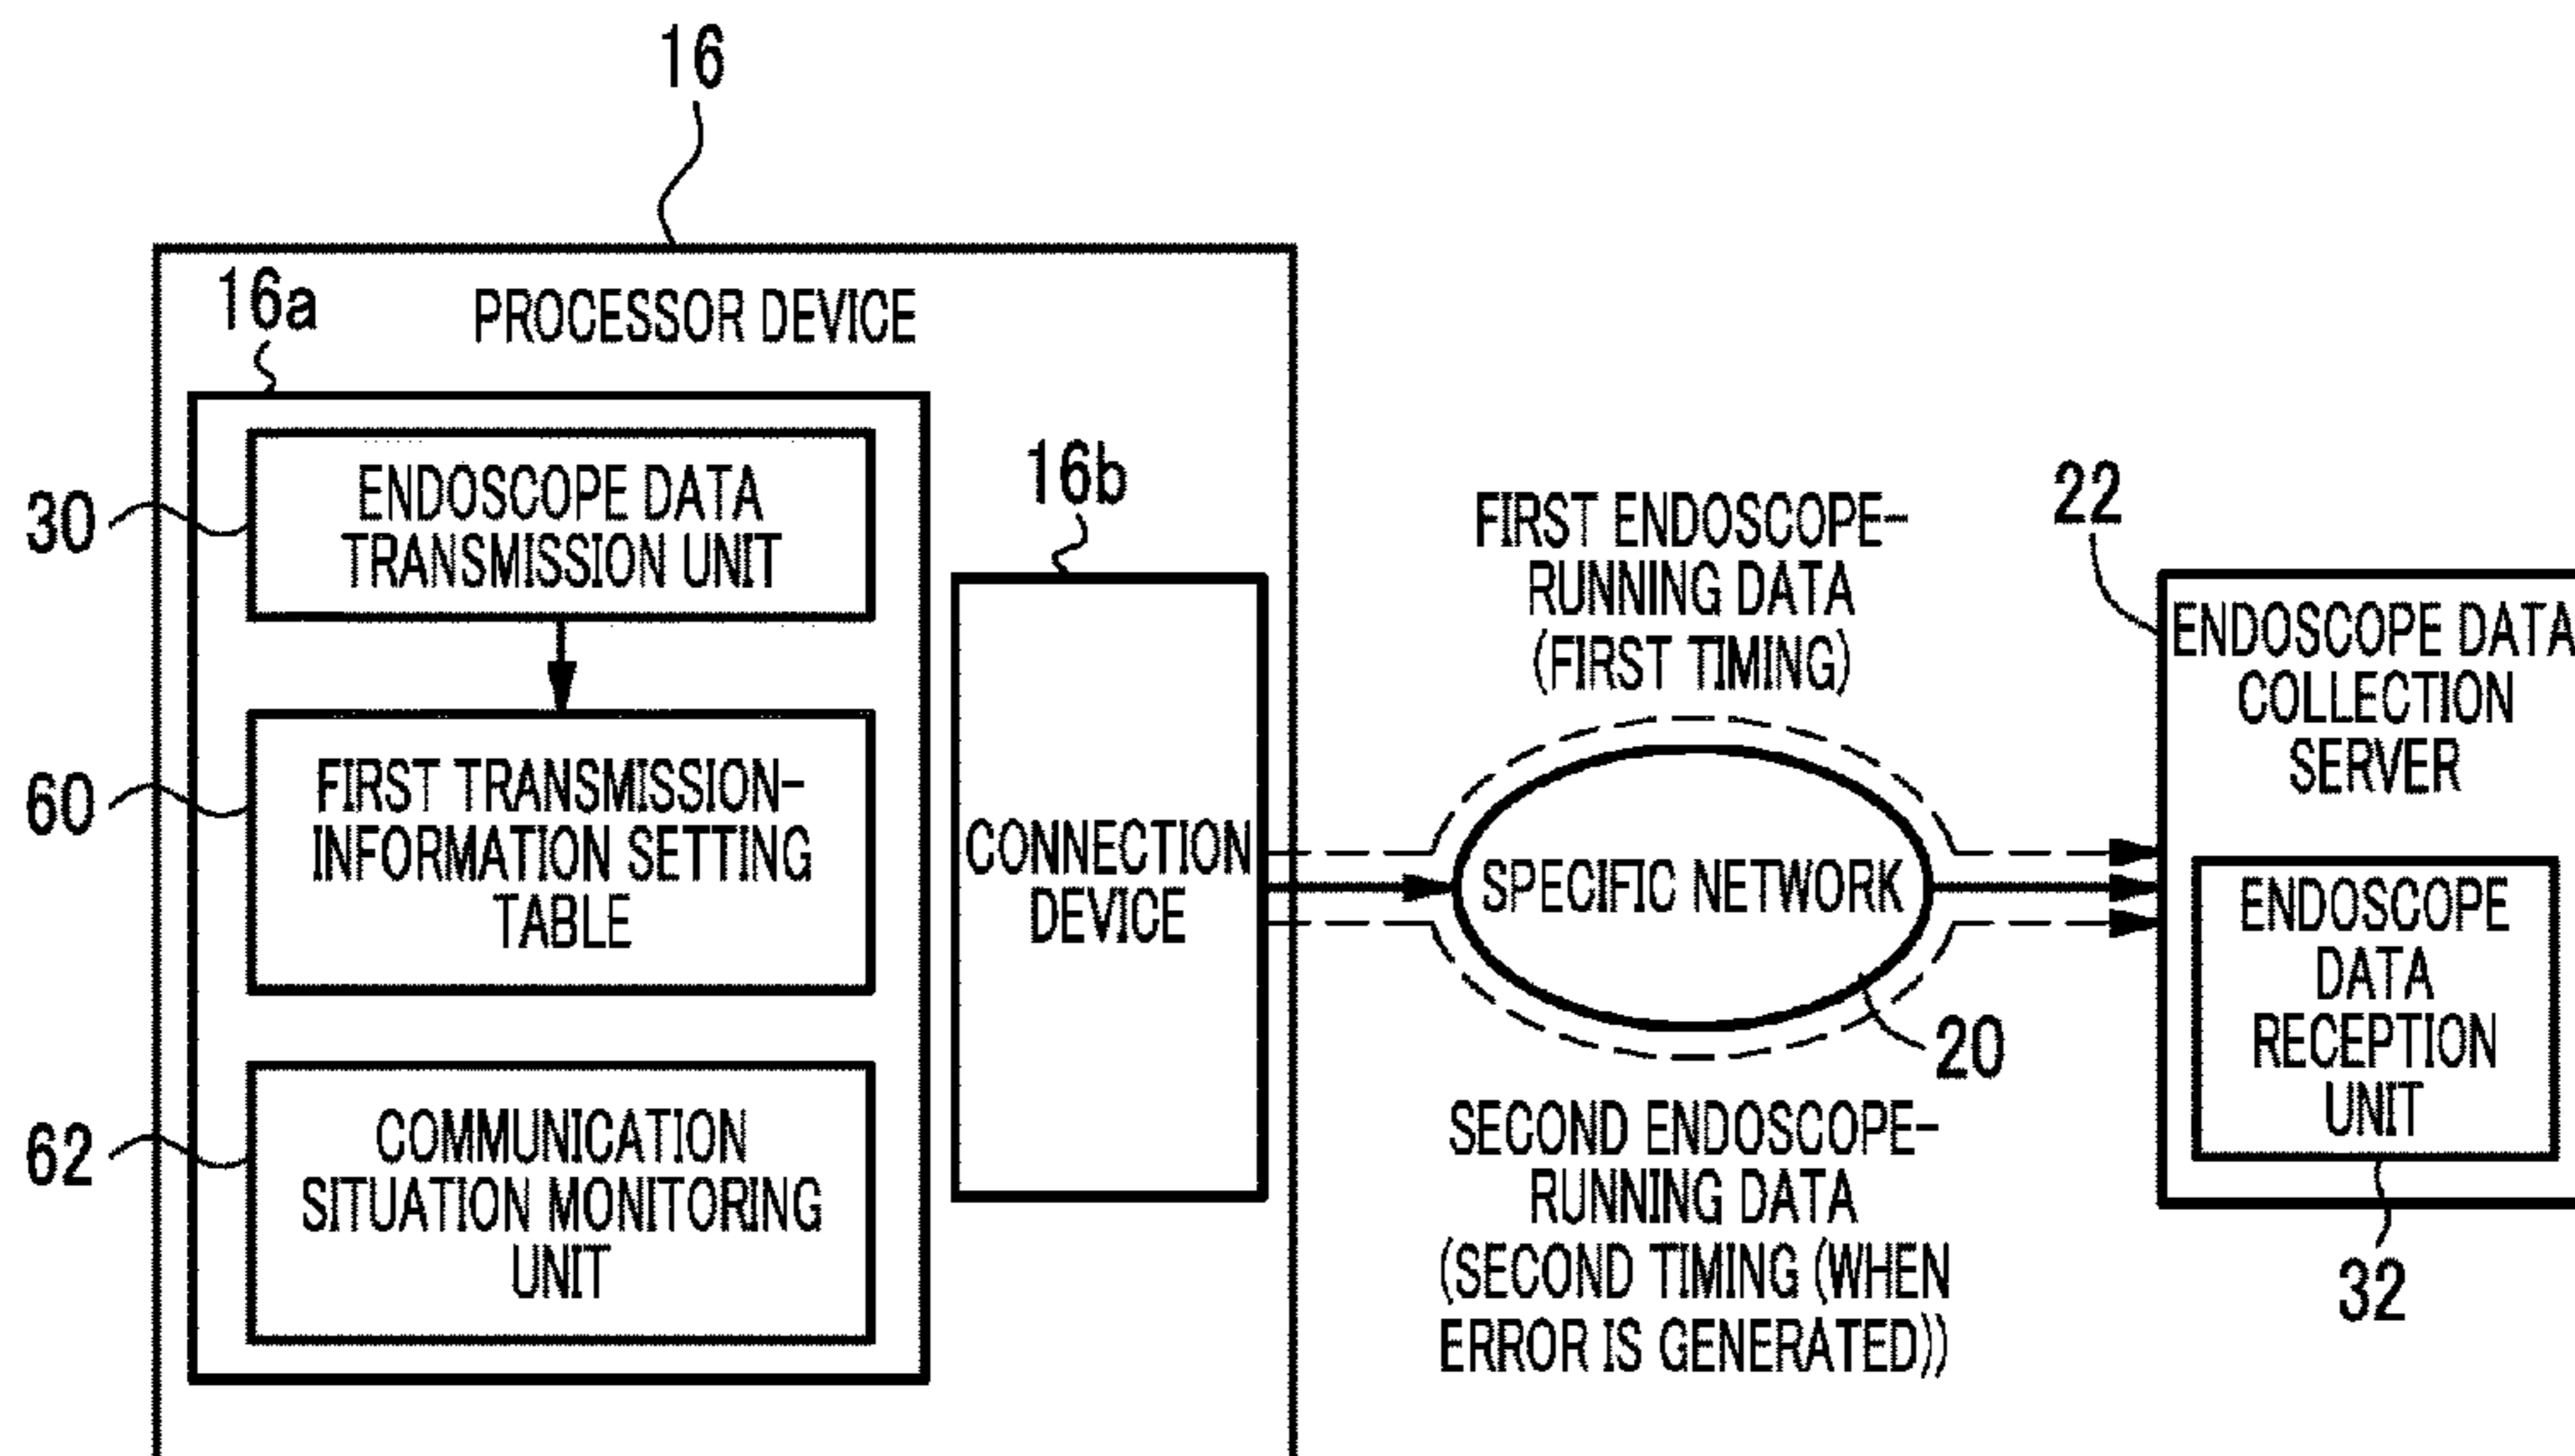 16
16a
PROCESSOR DEVICE
30
ENDOSCOPE DATA
TRANSMISSION UNIT
60
FIRST TRANSMISSION-
INFORMATION SETTING
TABLE
62
COMMUNICATION
SITUATION MONITORING
UNIT
16b
CONNECTION
DEVICE
FIRST ENDOSCOPE-
RUNNING DATA
(FIRST TIMING)
SPECIFIC NETWORK
20
SECOND ENDOSCOPE-
RUNNING DATA
(SECOND TIMING (WHEN
ERROR IS GENERATED))
22
ENDOSCOPE DATA
COLLECTION
SERVER
ENDOSCOPE
DATA
RECEPTION
UNIT
32